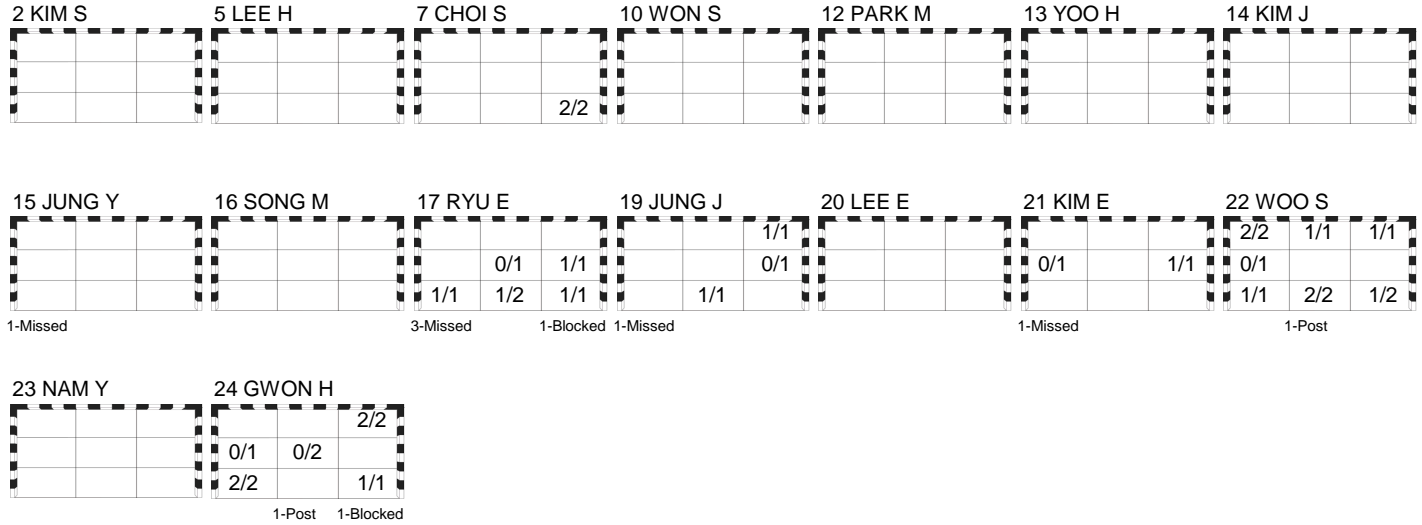 2 KIM S 5 LEE H 7 CHOI S 10 WON S 12 PARK M 13 YOO H 14 KIM J
2/2
15 JUNG Y 16 SONG M 17 RYU E 19 JUNG J 20 LEE E 21 KIM E 22 WOO S
1/1 2/2 1/1 1/1
0/1 1/1 0/1 0/1 1/1 0/1
1/1 1/2 1/1 1/1 1/1 2/2 1/2
1-Missed 3-Missed 1-Blocked 1-Missed 1-Missed 1-Post
23 NAM Y 24 GWON H
2/2
0/1 0/2
2/2 1/1
1-Post 1-Blocked